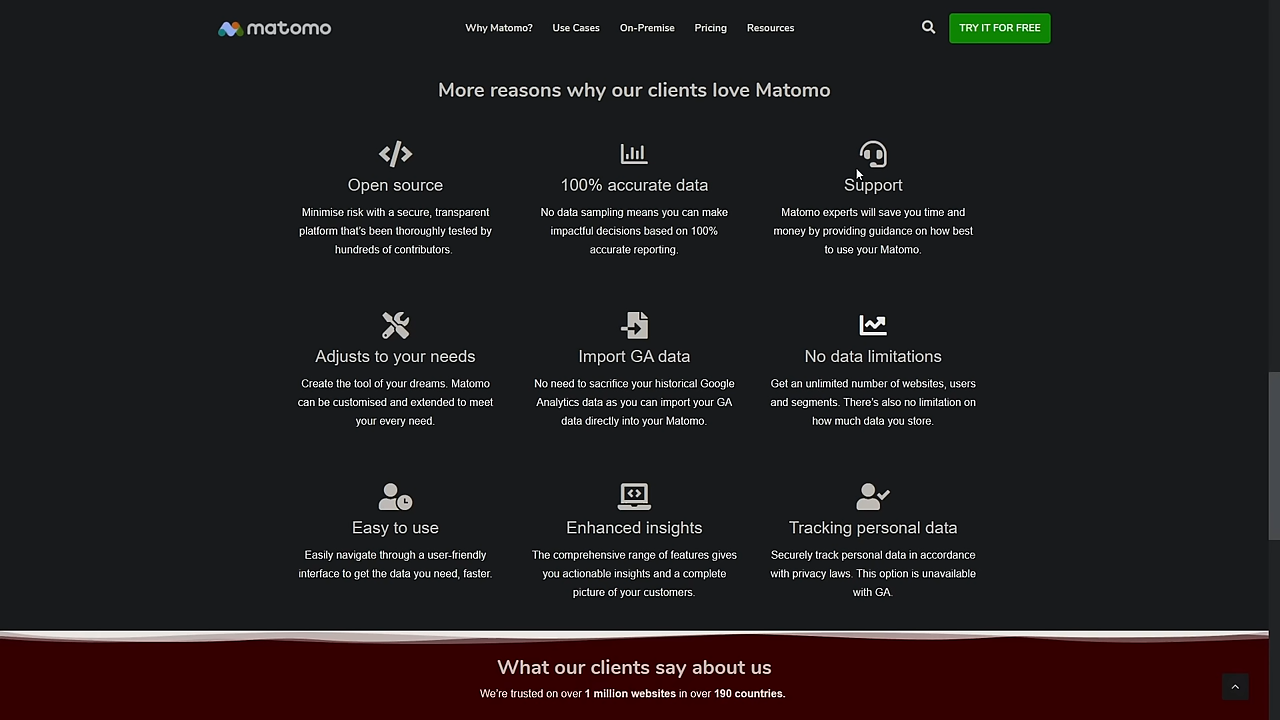 matomo
Why Matomo? Use Cases On-Premise Pricing Resources
TRY IT FOR FREE
More reasons why our clients love Matomo
Open source
Minimise risk with a secure, transparent
platform that's been thoroughly tested by
hundreds of contributors.
100% accurate data
No data sampling means you can make
impactful decisions based on 100%
accurate reporting.
Support
Matomo experts will save you time and
money by providing guidance on how best
to use your Matomo.
Adjusts to your needs
Create the tool of your dreams. Matomo
can be customised and extended to meet
your every need.
Import GA data
No need to sacrifice your historical Google
Analytics data as you can import your GA
data directly into your Matomo.
No data limitations
Get an unlimited number of websites, users
and segments. There's also no limitation on
how much data you store.
Easy to use
Easily navigate through a user-friendly
interface to get the data you need, faster.
Enhanced insights
The comprehensive range of features gives
you actionable insights and a complete
picture of your customers.
Tracking personal data
Securely track personal data in accordance
with privacy laws. This option is unavailable
with GA.
What our clients say about us
We're trusted on over 1 million websites in over 190 countries.